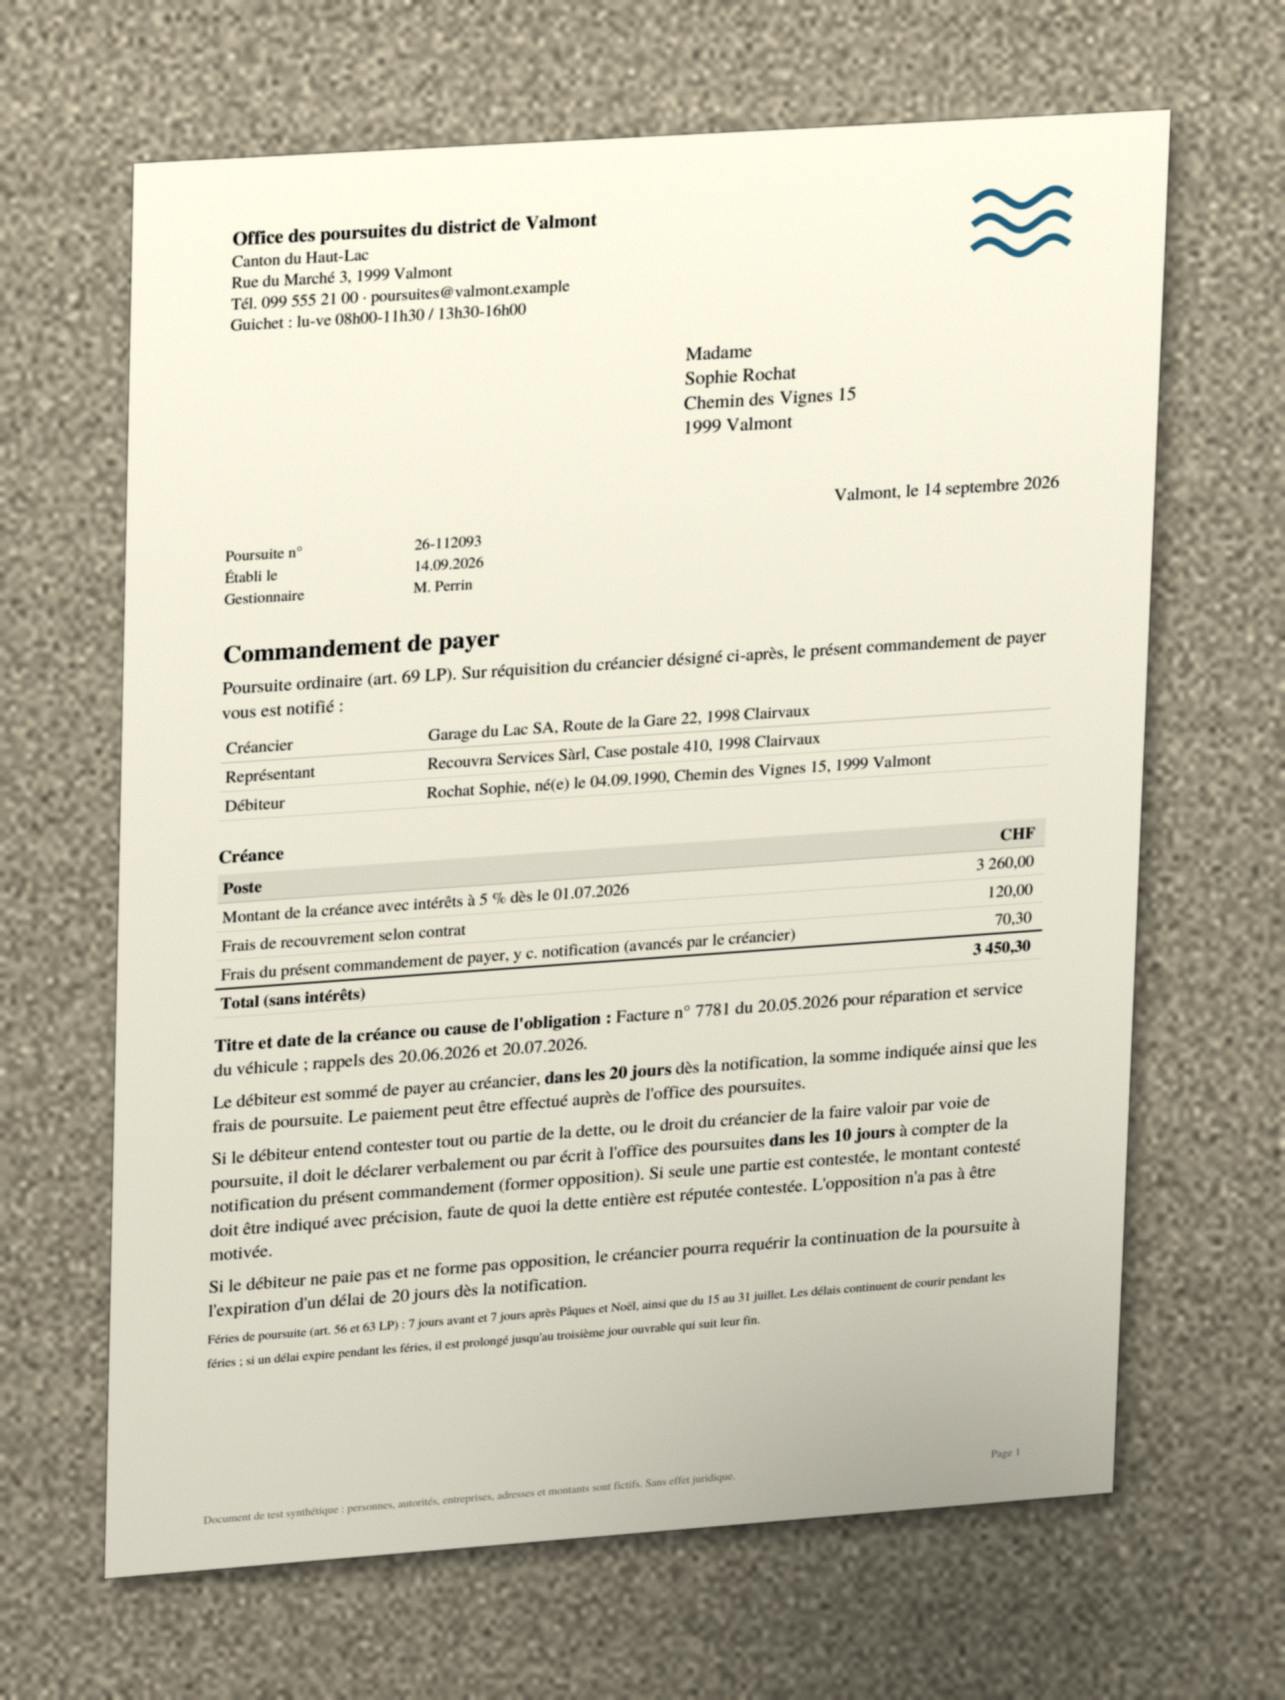 Office des poursuites du district de Valmont
Canton du Haut-Lac
Rue du Marché 3, 1999 Valmont
Tél. 099 555 21 00 · poursuites@valmont.example
Guichet : lu-ve 08h00-11h30 / 13h30-16h00
Madame
Sophie Rochat
Chemin des Vignes 15
1999 Valmont
Valmont, le 14 septembre 2026
Poursuite n° 26-112093
Établi le 14.09.2026
Gestionnaire M. Perrin
Commandement de payer
Poursuite ordinaire (art. 69 LP). Sur réquisition du créancier désigné ci-après, le présent commandement de payer
vous est notifié :
Créancier Garage du Lac SA, Route de la Gare 22, 1998 Clairvaux
Représentant Recouvra Services Sàrl, Case postale 410, 1998 Clairvaux
Débiteur Rochat Sophie, né(e) le 04.09.1990, Chemin des Vignes 15, 1999 Valmont
Créance
Poste CHF
Montant de la créance avec intérêts à 5 % dès le 01.07.2026 3 260,00
Frais de recouvrement selon contrat 120,00
Frais du présent commandement de payer, y c. notification (avancés par le créancier) 70,30
Total (sans intérêts) 3 450,30
Titre et date de la créance ou cause de l'obligation : Facture n° 7781 du 20.05.2026 pour réparation et service
du véhicule ; rappels des 20.06.2026 et 20.07.2026.
Le débiteur est sommé de payer au créancier, dans les 20 jours dès la notification, la somme indiquée ainsi que les
frais de poursuite. Le paiement peut être effectué auprès de l'office des poursuites.
Si le débiteur entend contester tout ou partie de la dette, ou le droit du créancier de la faire valoir par voie de
poursuite, il doit le déclarer verbalement ou par écrit à l'office des poursuites dans les 10 jours à compter de la
notification du présent commandement (former opposition). Si seule une partie est contestée, le montant contesté
doit être indiqué avec précision, faute de quoi la dette entière est réputée contestée. L'opposition n'a pas à être
motivée.
Si le débiteur ne paie pas et ne forme pas opposition, le créancier pourra requérir la continuation de la poursuite à
l'expiration d'un délai de 20 jours dès la notification.
Féries de poursuite (art. 56 et 63 LP) : 7 jours avant et 7 jours après Pâques et Noël, ainsi que du 15 au 31 juillet. Les délais continuent de courir pendant les
féries ; si un délai expire pendant les féries, il est prolongé jusqu'au troisième jour ouvrable qui suit leur fin.
Document de test synthétique : personnes, autorités, entreprises, adresses et montants sont fictifs. Sans effet juridique.
Page 1